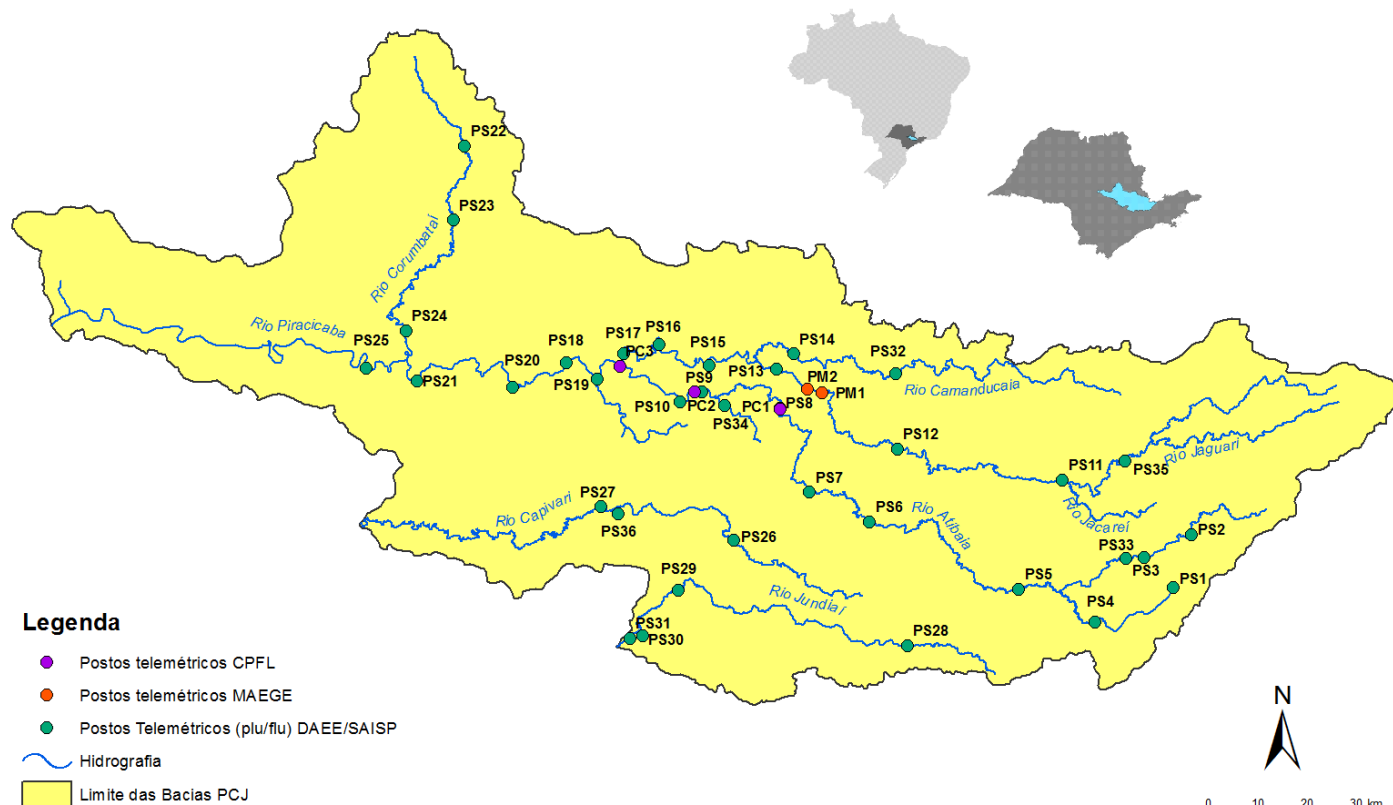 PS22
PS23
Rio Corumbataí
PS24
Rio Piracicaba
PS25
PS21
PS20
PS18
PS19
PS17
PC3
PS16
PS15
PS14
PS13
PS32
Rio Camanducaia
PM2
PM1
PS9
PS10
PC2
PS34
PC1
PS8
PS12
PS11
PS35
Rio Jaguari
Rio Jacareí
PS7
PS6
Rio Atibaia
PS27
PS36
Rio Capivari
PS26
PS2
PS33
PS3
PS1
PS5
PS4
PS29
Rio Jundiaí
PS28
PS31
PS30
Legenda
Postos telemétricos CPFL
Postos telemétricos MAEGE
Postos Telemétricos (plu/flu) DAEE/SAISP
Hidrografia
Limite das Bacias PCJ
N
0 10 20 30 km